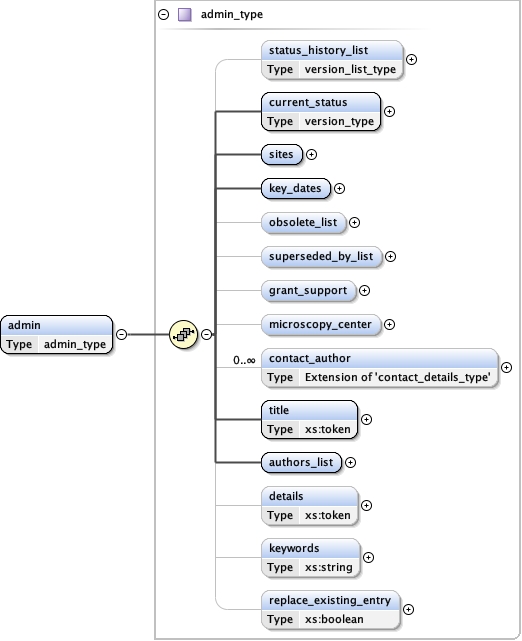 admin_type
status_history_list
Type version_list_type
current_status
Type version_type
sites
key_dates
obsolete_list
superseded_by_list
grant_support
microscopy_center
admin
Type admin_type
0..∞
contact_author
Type Extension of 'contact_details_type'
title
Type xs:token
authors_list
details
Type xs:token
keywords
Type xs:string
replace_existing_entry
Type xs:boolean